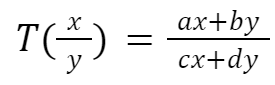 T(x/y) = ax+by/cx+dy